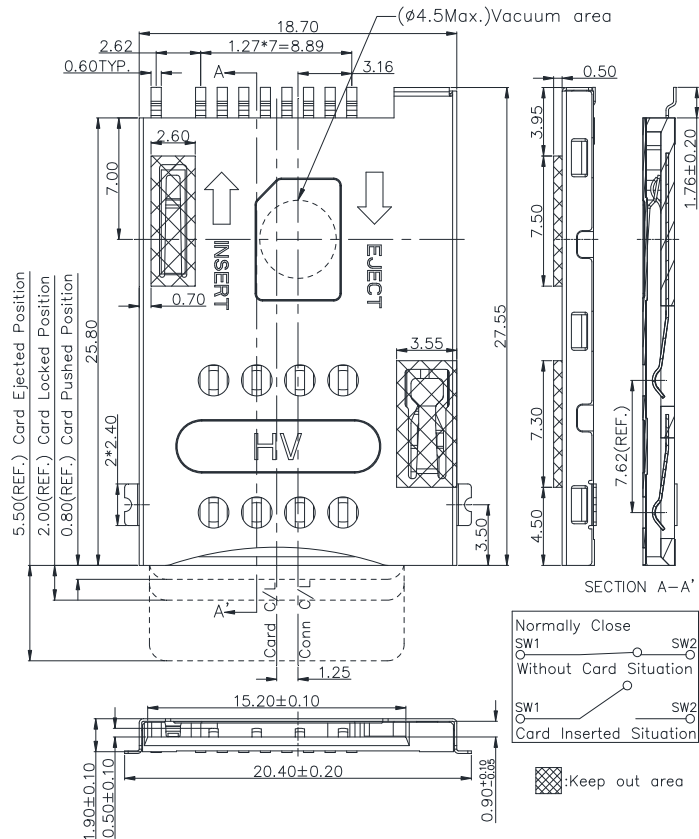 18.70
(ø4.5Max.)Vacuum area
2.62
1.27*7=8.89
0.60TYP.
A
3.16
0.50
2.60
3.95
1.76±0.20
7.00
7.50
INSERT
EJECT
0.70
5.50(REF.) Card Ejected Position
2.00(REF.) Card Locked Position
0.80(REF.) Card Pushed Position
25.80
27.55
3.55
7.30
7.62(REF.)
2*2.40
HV
3.50
4.50
SECTION A-A'
A'
Card C/L
Conn C/L
1.25
Normally Close
SW1 SW2
Without Card Situation
SW1 SW2
Card Inserted Situation
15.20±0.10
20.40±0.20
1.90±0.10
0.50±0.10
0.90+0.10-0.05
:Keep out area